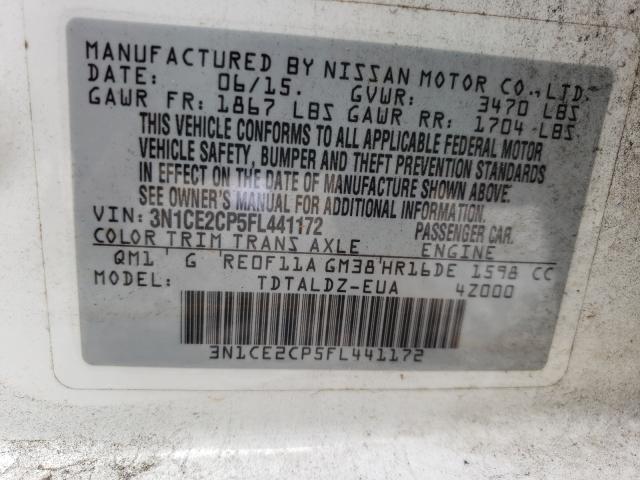 MANUFACTURED BY NISSAN MOTOR CO.,LTD.
DATE: 06/15. GVWR: 3470 LBS
GAWR FR: 1867 LBS GAWR RR: 1704 LBS
THIS VEHICLE CONFORMS TO ALL APPLICABLE FEDERAL MOTOR
VEHICLE SAFETY, BUMPER AND THEFT PREVENTION STANDARDS
IN EFFECT ON THE DATE OF MANUFACTURE SHOWN ABOVE.
SEE OWNER'S MANUAL FOR ADDITIONAL INFORMATION.
VIN: 3N1CE2CP5FL441172 PASSENGER CAR.
COLOR TRIM TRANS AXLE ENGINE
QM1 G RE0F11A GM38 HR16DE 1598 CC
MODEL: TDTALDZ-EUA 4Z000
3N1CE2CP5FL441172